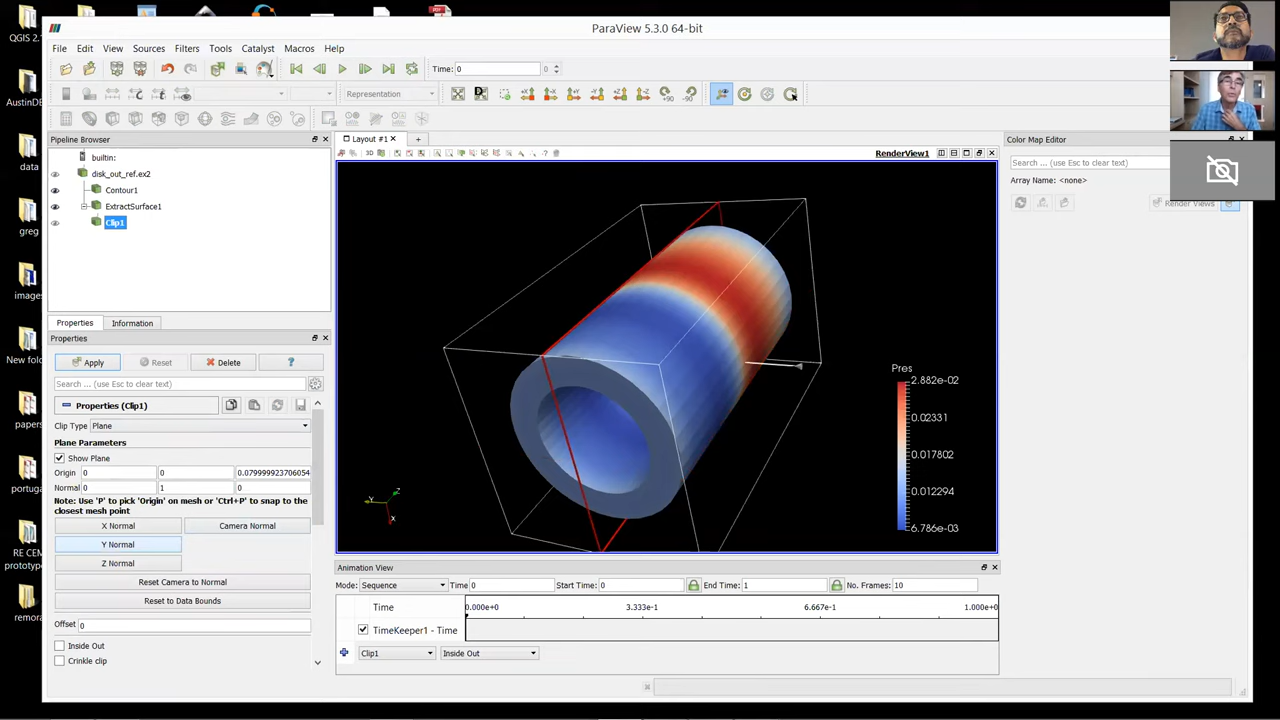 ParaView 5.3.0 64-bit
QGIS 2.
File Edit View Sources Filters Tools Catalyst Macros Help
Time: 0 0
Representation
AustinDE
Pipeline Browser
Layout #1
Color Map Editor
RenderView1
3D
Search ... (use Esc to clear text)
builtin:
disk_out_ref.ex2
data
Array Name: <none>
Contour1
Render Views
ExtractSurface1
Clip1
greg
images
Properties Information
Properties
New fol
Apply Reset Delete ?
Pres
Search ... (use Esc to clear text)
2.882e-02
Properties (Clip1)
papers
0.02331
Clip Type Plane
Plane Parameters
0.017802
Show Plane
Origin 0 0 0.079999923706054
portuga
Normal 0 1 0
0.012294
Note: Use 'P' to pick 'Origin' on mesh or 'Ctrl+P' to snap to the
closest mesh point
Y Z X
X Normal Camera Normal
6.786e-03
RE CEM
prototyp
Y Normal
Z Normal
Animation View
Reset Camera to Normal
Mode: Sequence Time 0 Start Time: 0 End Time: 1 No. Frames: 10
Reset to Data Bounds
Time 0.000e+0 3.333e-1 6.667e-1 1.000e+0
remora
Offset 0
TimeKeeper1 - Time
Inside Out
Clip1 Inside Out
Crinkle clip